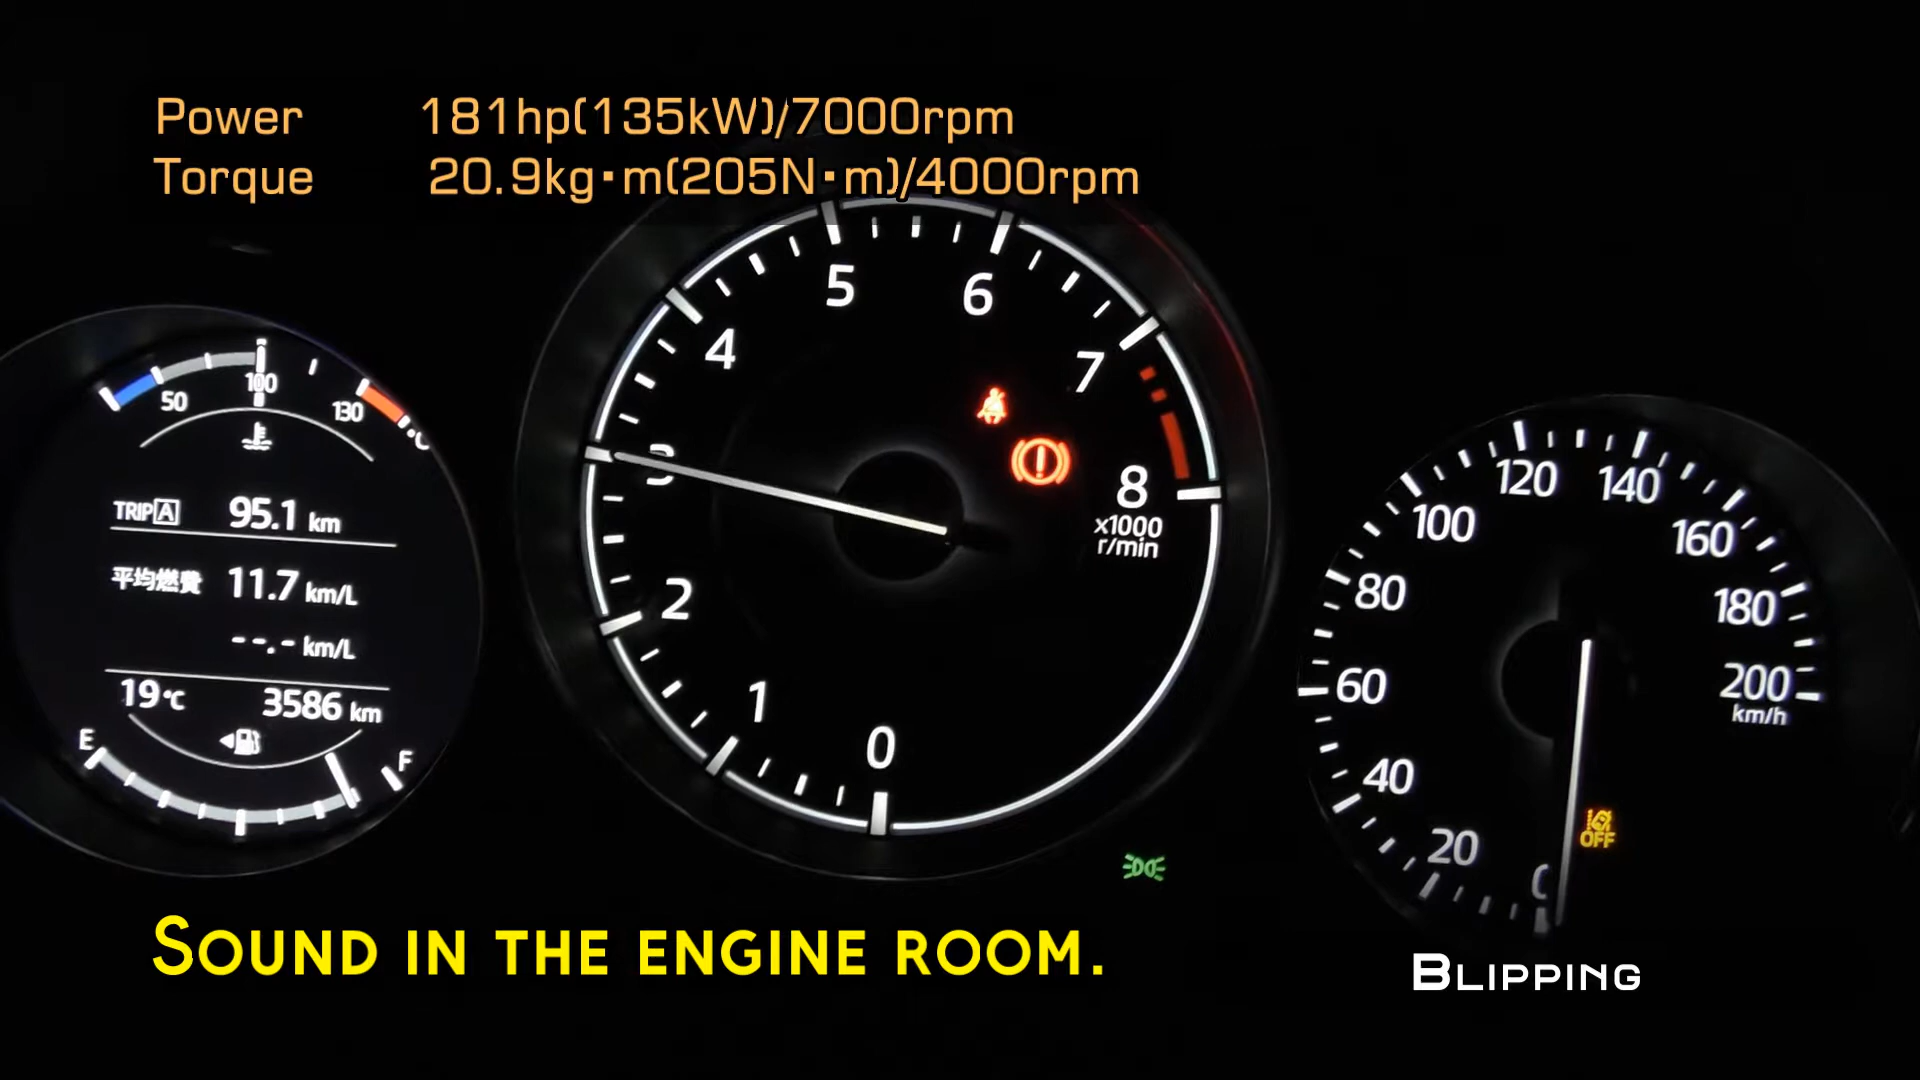 Power 181hp(135kW)/7000rpm
Torque 20.9kg·m(205N·m)/4000rpm
50 100 130
TRIP A 95.1 km
平均燃費 11.7 km/L
--.- km/L
19℃ 3586 km
E F
0 1 2 3 4 5 6 7 8
x1000
r/min
0 20 40 60 80 100 120 140 160 180 200
km/h
OFF
SOUND IN THE ENGINE ROOM.
BLIPPING